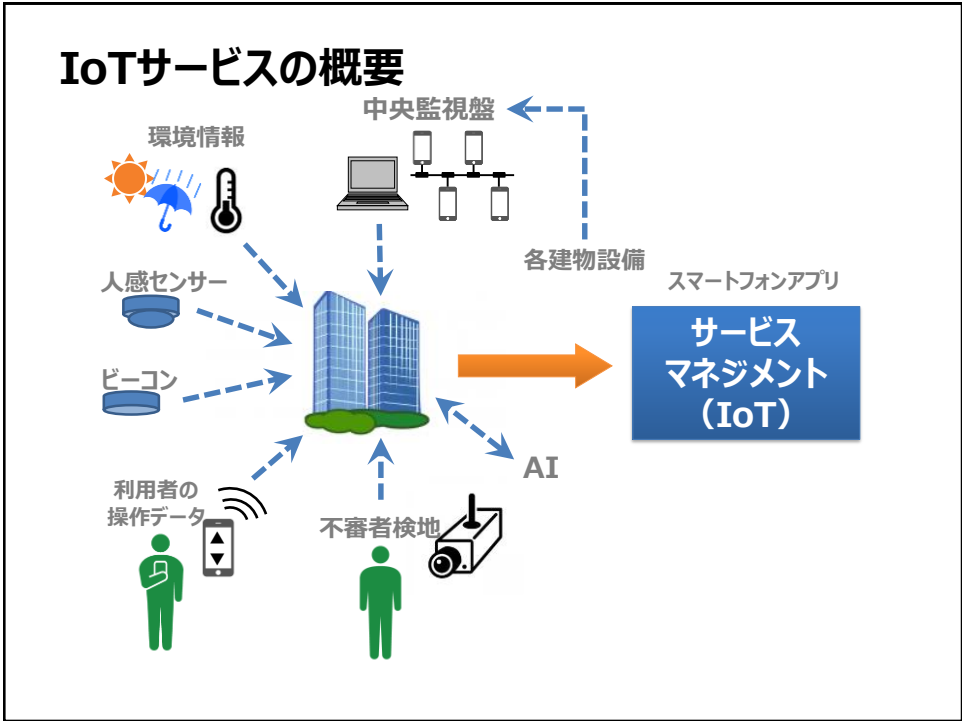 IoTサービスの概要
中央監視盤
環境情報
各建物設備
人感センサー
スマートフォンアプリ
サービス
マネジメント
（IoT）
ビーコン
AI
利用者の
操作データ
不審者検地